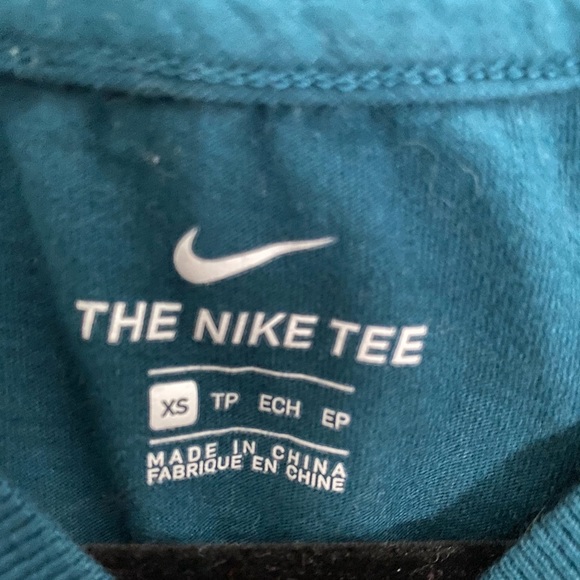 THE NIKE TEE
XS TP ECH EP
MADE IN CHINA
FABRIQUE EN CHINE